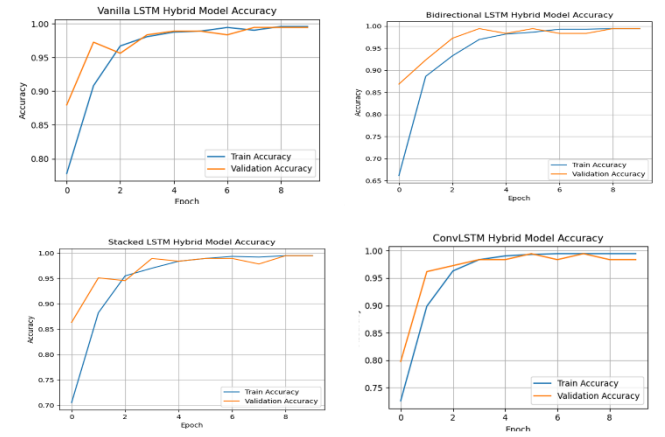 Vanilla LSTM Hybrid Model Accuracy
1.00
0.95
0.90
0.85
0.80
Accuracy
Train Accuracy
Validation Accuracy
0 2 4 6 8
Epoch
Bidirectional LSTM Hybrid Model Accuracy
1.00
0.95
0.90
0.85
0.80
0.75
0.70
0.65
Accuracy
Train Accuracy
Validation Accuracy
0 2 4 6 8
Epoch
Stacked LSTM Hybrid Model Accuracy
1.00
0.95
0.90
0.85
0.80
0.75
0.70
Accuracy
Train Accuracy
Validation Accuracy
0 2 4 6 8
Epoch
ConvLSTM Hybrid Model Accuracy
1.00
0.95
0.90
0.85
0.80
0.75
Train Accuracy
Validation Accuracy
0 2 4 6 8
Epoch